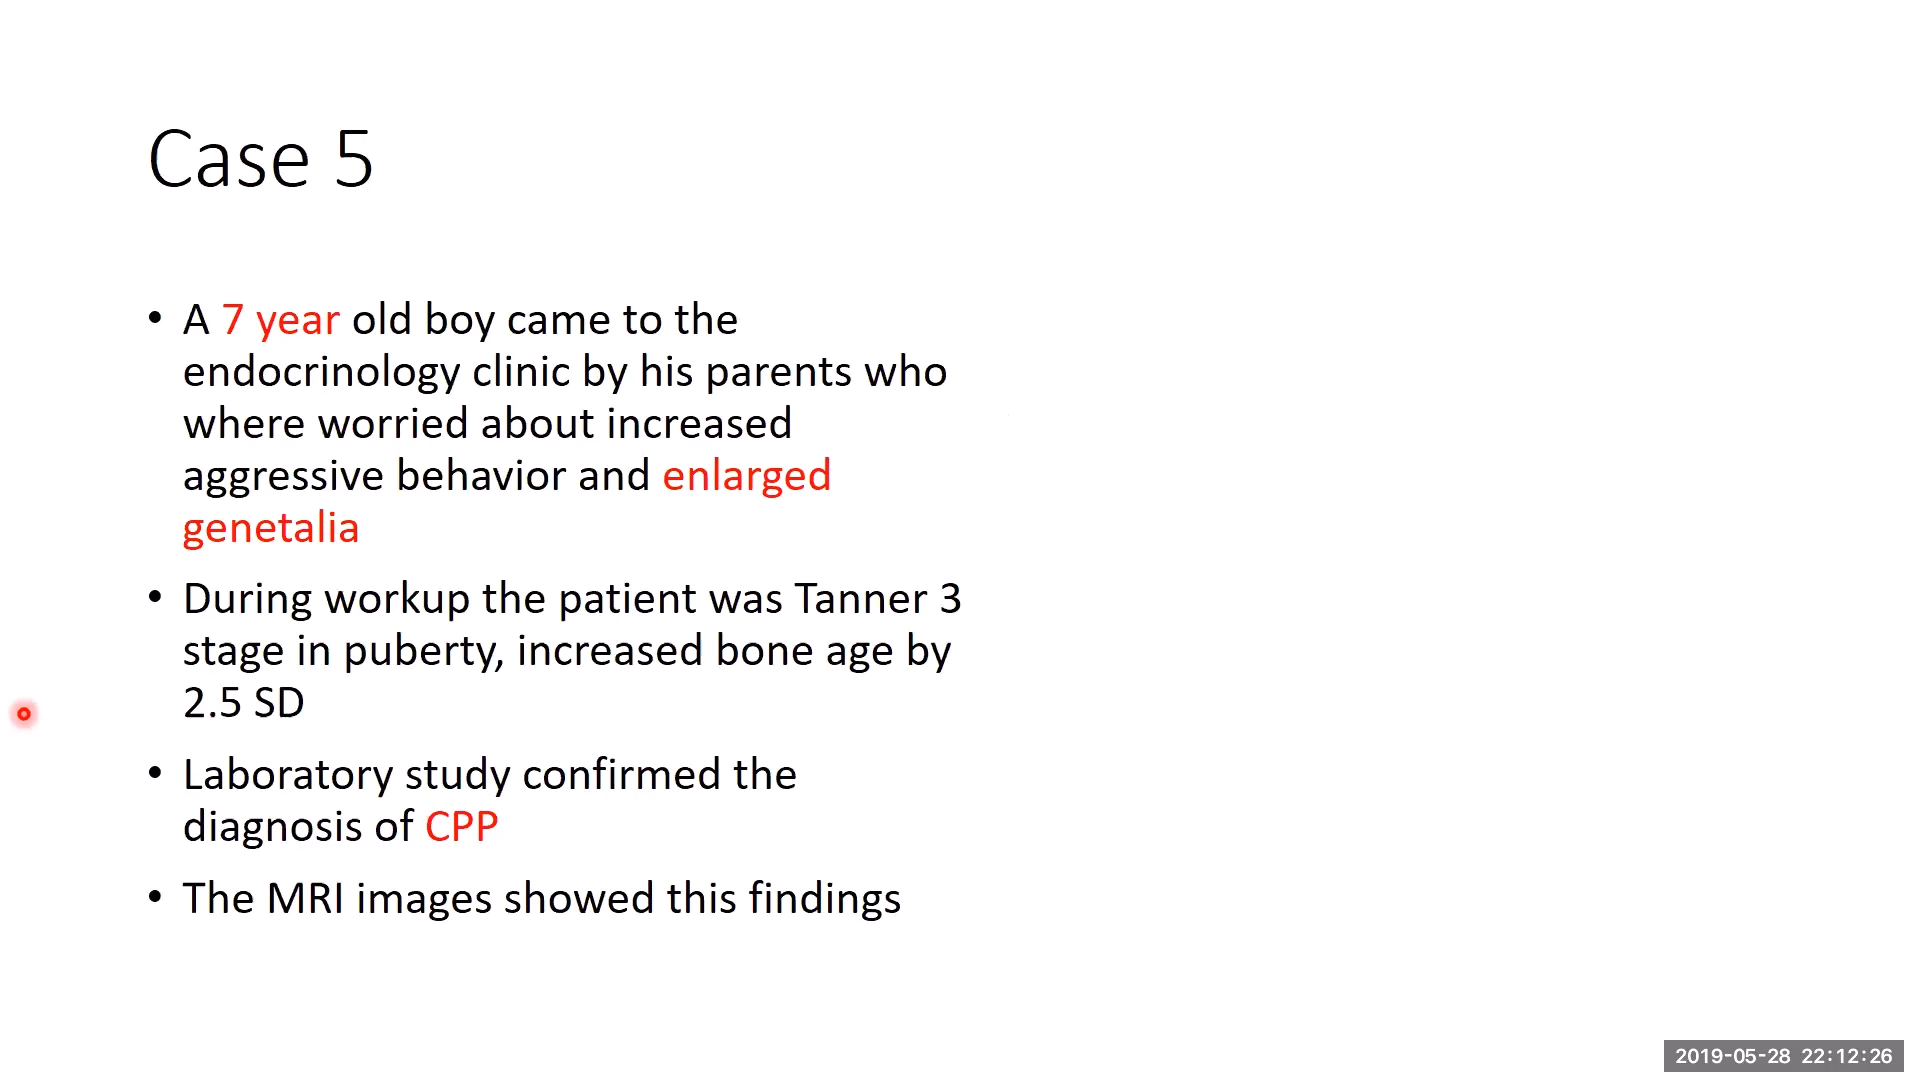 Case 5
• A 7 year old boy came to the
endocrinology clinic by his parents who
where worried about increased
aggressive behavior and enlarged
genetalia
• During workup the patient was Tanner 3
stage in puberty, increased bone age by
2.5 SD
• Laboratory study confirmed the
diagnosis of CPP
• The MRI images showed this findings
2019-05-28 22:12:26